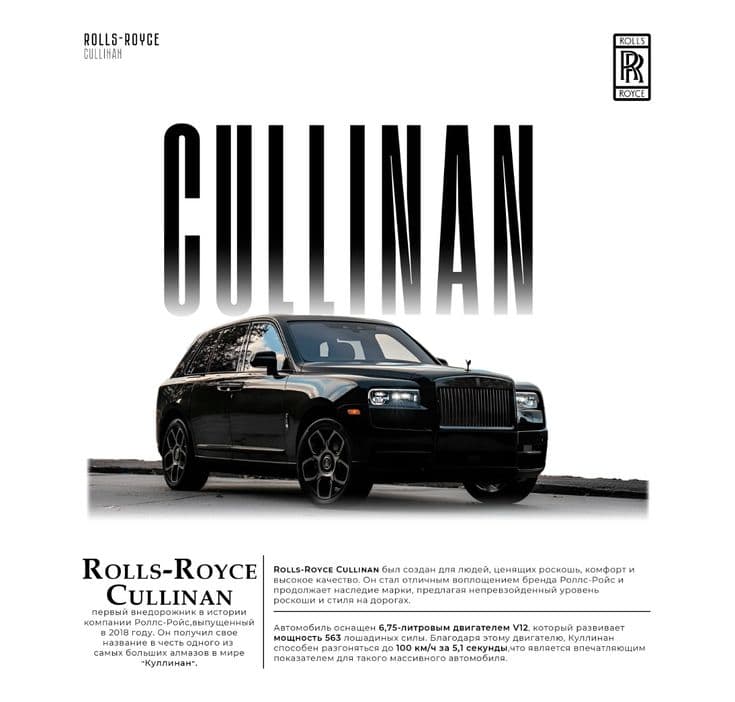 ROLLS-ROYCE
CULLINAN
ROLLS
RR
ROYCE
CULLINAN
ROLLS-ROYCE
CULLINAN
первый внедорожник в истории
компании Роллс-Ройс,выпущенный
в 2018 году. Он получил свое
название в честь одного из
самых больших алмазов в мире
"Куллинан".
ROLLS-ROYCE CULLINAN был создан для людей, ценящих роскошь, комфорт и
высокое качество. Он стал отличным воплощением бренда Роллс-Ройс и
продолжает наследие марки, предлагая непревзойденный уровень
роскоши и стиля на дорогах.
Автомобиль оснащен 6,75-литровым двигателем V12, который развивает
мощность 563 лошадиных силы. Благодаря этому двигателю, Куллинан
способен разгоняться до 100 км/ч за 5,1 секунды,что является впечатляющим
показателем для такого массивного автомобиля.